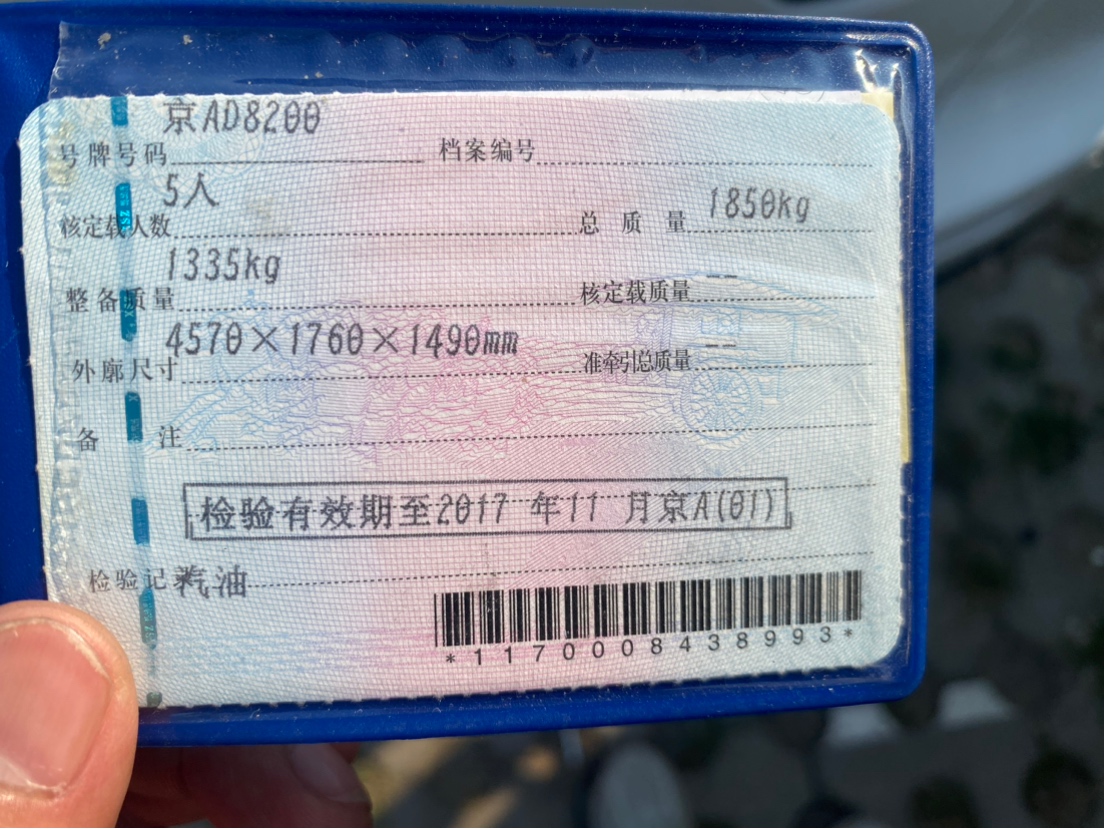 京AD8200
号牌号码 档案编号
5人 1850kg
核定载人数 总质量
1335kg --
整备质量 核定载质量
4570×1760×1490mm --
外廓尺寸 准牵引总质量
备注
检验有效期至2017 年11 月京A(01)
检验记 汽油
*1170008438993*